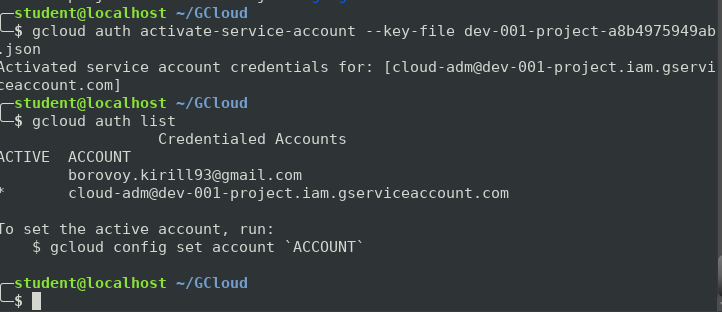 student@localhost ~/GCloud
$ gcloud auth activate-service-account --key-file dev-001-project-a8b4975949ab
.json
Activated service account credentials for: [cloud-adm@dev-001-project.iam.gservi
ceaccount.com]
student@localhost ~/GCloud
$ gcloud auth list
Credentialed Accounts
ACTIVE  ACCOUNT
borovoy.kirill93@gmail.com
*       cloud-adm@dev-001-project.iam.gserviceaccount.com
To set the active account, run:
$ gcloud config set account `ACCOUNT`
student@localhost ~/GCloud
$